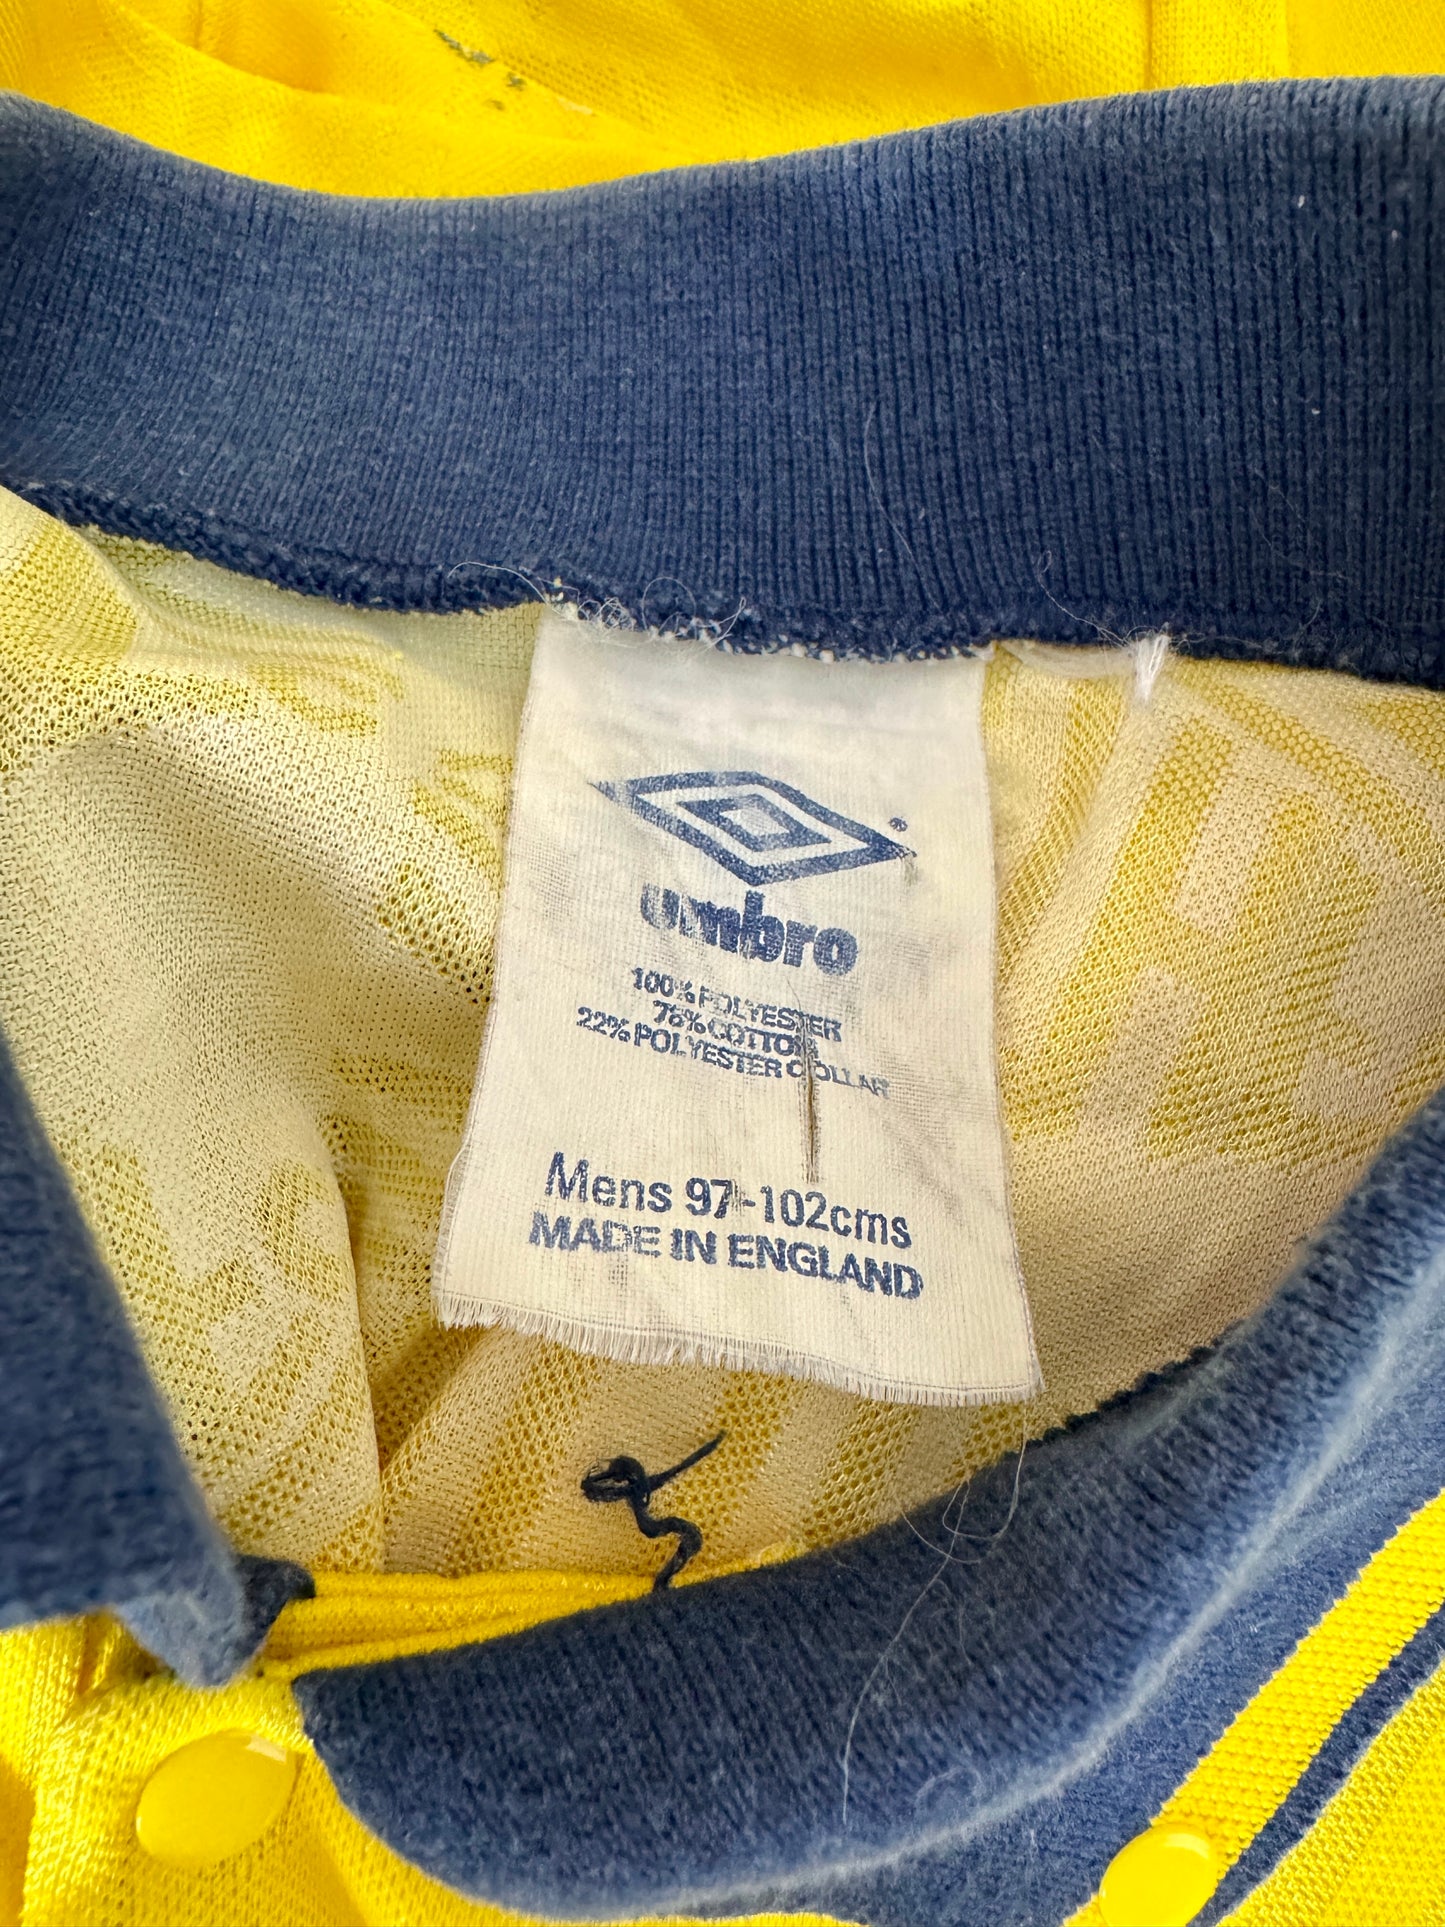 umbro
100% POLYESTER
78% COTTON
22% POLYESTER COLLAR
Mens 97-102cms
MADE IN ENGLAND